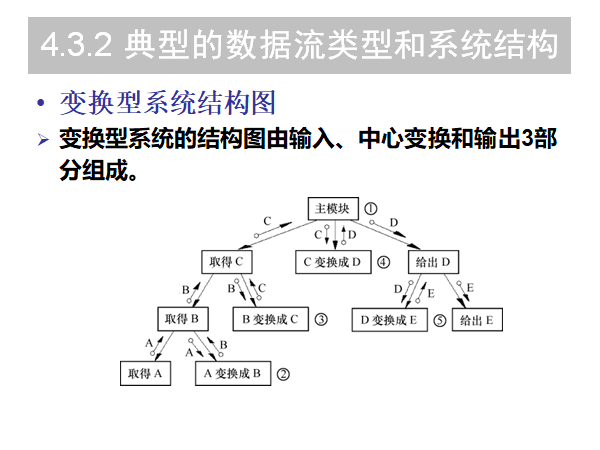 4.3.2 典型的数据流类型和系统结构
• 变换型系统结构图
➢ 变换型系统的结构图由输入、中心变换和输出3部
分组成。
主模块 ①
C C D D
取得 C C 变换成 D ④ 给出 D
B B C D E E
取得 B B 变换成 C ③ D 变换成 E ⑤ 给出 E
A A B
取得 A A 变换成 B ②